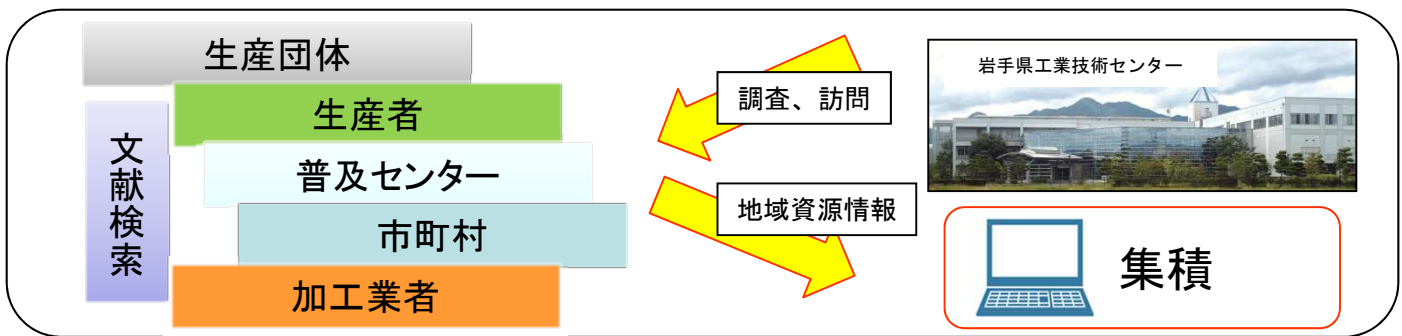 生産団体
生産者
文献検索
普及センター
市町村
加工業者
調査、訪問
地域資源情報
岩手県工業技術センター
集積